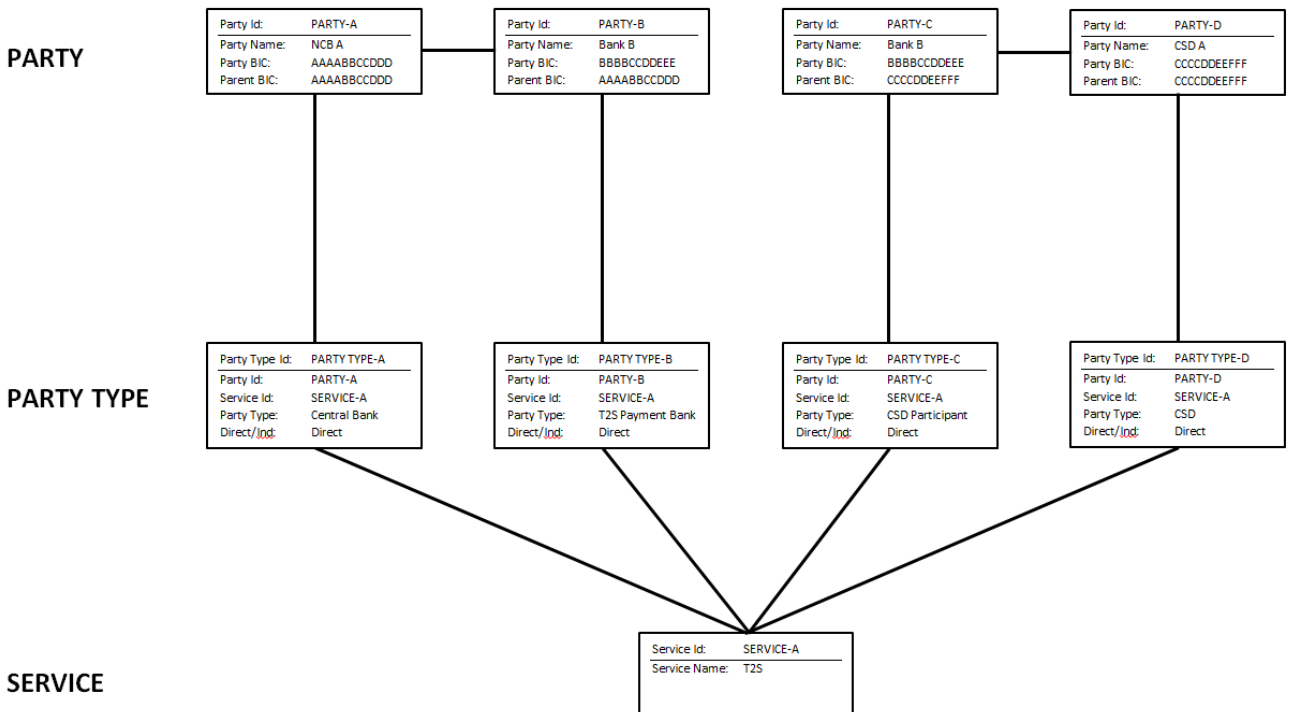 PARTY
Party Id: PARTY-A
Party Name: NCB A
Party BIC: AAAABBCCDDD
Parent BIC: AAAABBCCDDD
Party Id: PARTY-B
Party Name: Bank B
Party BIC: BBBBCCDDEEE
Parent BIC: AAAABBCCDDD
Party Id: PARTY-C
Party Name: Bank B
Party BIC: BBBBCCDDEEE
Parent BIC: CCCCDDEEFFF
Party Id: PARTY-D
Party Name: CSD A
Party BIC: CCCCDDEEFFF
Parent BIC: CCCCDDEEFFF
PARTY TYPE
Party Type Id: PARTY TYPE-A
Party Id: PARTY-A
Service Id: SERVICE-A
Party Type: Central Bank
Direct/Ind: Direct
Party Type Id: PARTY TYPE-B
Party Id: PARTY-B
Service Id: SERVICE-A
Party Type: T2S Payment Bank
Direct/Ind: Direct
Party Type Id: PARTY TYPE-C
Party Id: PARTY-C
Service Id: SERVICE-A
Party Type: CSD Participant
Direct/Ind: Direct
Party Type Id: PARTY TYPE-D
Party Id: PARTY-D
Service Id: SERVICE-A
Party Type: CSD
Direct/Ind: Direct
SERVICE
Service Id: SERVICE-A
Service Name: T2S